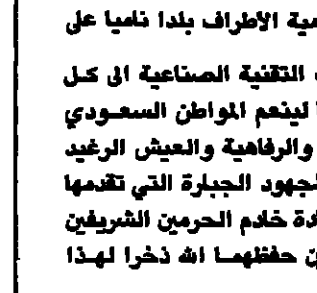 مية الأطراف بلدا ناميا على
التقنية الصناعية الى كل
لينعم المواطن السعودي
والرفاهية والعيش الرغيد
لجهود الجبارة التي تقدمها
ادة خادم الحرمين الشريفين
ن حفظهما الله ذخرا لهذا